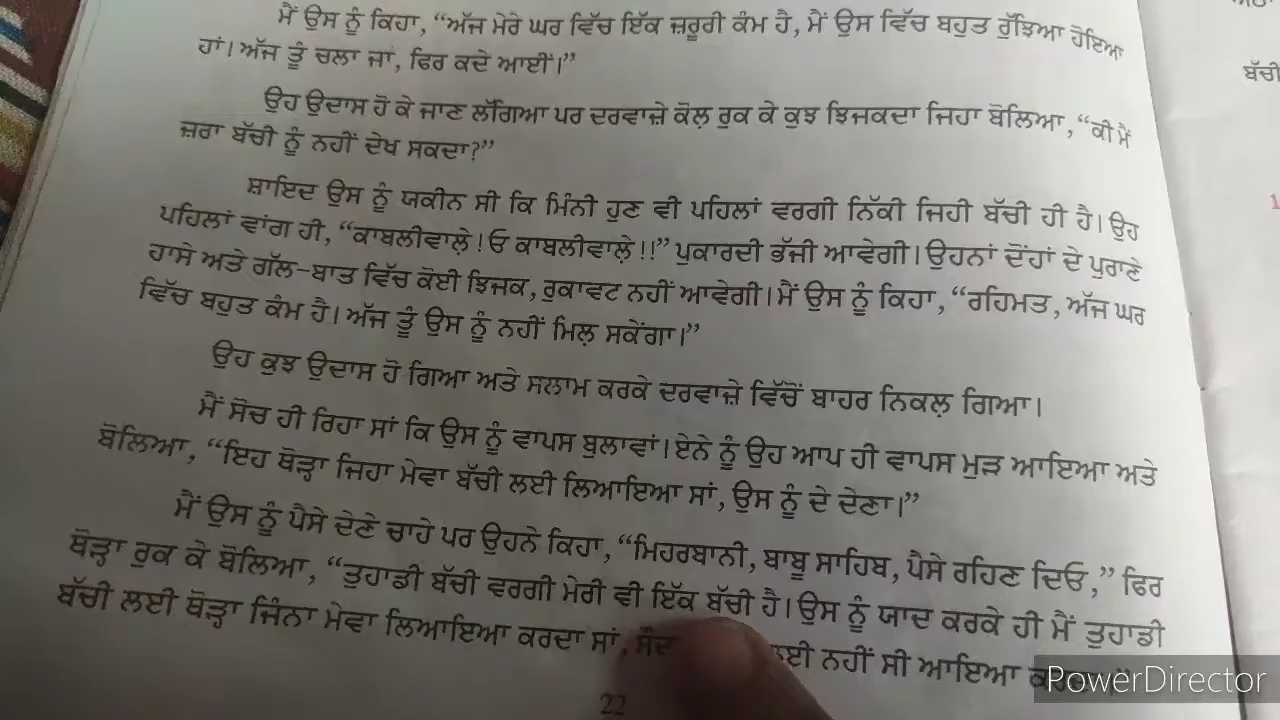 ਮੈਂ ਉਸ ਨੂੰ ਕਿਹਾ, “ਅੱਜ ਮੇਰੇ ਘਰ ਵਿੱਚ ਇੱਕ ਜ਼ਰੂਰੀ ਕੰਮ ਹੈ, ਮੈਂ ਉਸ ਵਿੱਚ ਬਹੁਤ ਰੁੱਝਿਆ ਹੋਇਆ
ਹਾਂ। ਅੱਜ ਤੂੰ ਚਲਾ ਜਾ, ਫਿਰ ਕਦੇ ਆਈਂ।”
ਉਹ ਉਦਾਸ ਹੋ ਕੇ ਜਾਣ ਲੱਗਿਆ ਪਰ ਦਰਵਾਜ਼ੇ ਕੋਲ਼ ਰੁਕ ਕੇ ਕੁਝ ਝਿਜਕਦਾ ਜਿਹਾ ਬੋਲਿਆ, “ਕੀ ਮੈਂ
ਜ਼ਰਾ ਬੱਚੀ ਨੂੰ ਨਹੀਂ ਦੇਖ ਸਕਦਾ?”
ਸ਼ਾਇਦ ਉਸ ਨੂੰ ਯਕੀਨ ਸੀ ਕਿ ਮਿੰਨੀ ਹੁਣ ਵੀ ਪਹਿਲਾਂ ਵਰਗੀ ਨਿੱਕੀ ਜਿਹੀ ਬੱਚੀ ਹੀ ਹੈ। ਉਹ
ਪਹਿਲਾਂ ਵਾਂਗ ਹੀ, “ਕਾਬਲੀਵਾਲ਼ੇ! ਓ ਕਾਬਲੀਵਾਲ਼ੇ!!” ਪੁਕਾਰਦੀ ਭੱਜੀ ਆਵੇਗੀ। ਉਹਨਾਂ ਦੋਂਹਾਂ ਦੇ ਪੁਰਾਣੇ
ਹਾਸੇ ਅਤੇ ਗੱਲ-ਬਾਤ ਵਿੱਚ ਕੋਈ ਝਿਜਕ, ਰੁਕਾਵਟ ਨਹੀਂ ਆਵੇਗੀ। ਮੈਂ ਉਸ ਨੂੰ ਕਿਹਾ, “ਰਹਿਮਤ, ਅੱਜ ਘਰ
ਵਿੱਚ ਬਹੁਤ ਕੰਮ ਹੈ। ਅੱਜ ਤੂੰ ਉਸ ਨੂੰ ਨਹੀਂ ਮਿਲ਼ ਸਕੇਂਗਾ।”
ਉਹ ਕੁਝ ਉਦਾਸ ਹੋ ਗਿਆ ਅਤੇ ਸਲਾਮ ਕਰਕੇ ਦਰਵਾਜ਼ੇ ਵਿੱਚੋਂ ਬਾਹਰ ਨਿਕਲ਼ ਗਿਆ।
ਮੈਂ ਸੋਚ ਹੀ ਰਿਹਾ ਸਾਂ ਕਿ ਉਸ ਨੂੰ ਵਾਪਸ ਬੁਲਾਵਾਂ। ਏਨੇ ਨੂੰ ਉਹ ਆਪ ਹੀ ਵਾਪਸ ਮੁੜ ਆਇਆ ਅਤੇ
ਬੋਲਿਆ, “ਇਹ ਥੋੜ੍ਹਾ ਜਿਹਾ ਮੇਵਾ ਬੱਚੀ ਲਈ ਲਿਆਇਆ ਸਾਂ, ਉਸ ਨੂੰ ਦੇ ਦੇਣਾ।”
ਮੈਂ ਉਸ ਨੂੰ ਪੈਸੇ ਦੇਣੇ ਚਾਹੇ ਪਰ ਉਹਨੇ ਕਿਹਾ, “ਮਿਹਰਬਾਨੀ, ਬਾਬੂ ਸਾਹਿਬ, ਪੈਸੇ ਰਹਿਣ ਦਿਓ,” ਫਿਰ
ਥੋੜ੍ਹਾ ਰੁਕ ਕੇ ਬੋਲਿਆ, “ਤੁਹਾਡੀ ਬੱਚੀ ਵਰਗੀ ਮੇਰੀ ਵੀ ਇੱਕ ਬੱਚੀ ਹੈ। ਉਸ ਨੂੰ ਯਾਦ ਕਰਕੇ ਹੀ ਮੈਂ ਤੁਹਾਡੀ
ਬੱਚੀ ਲਈ ਥੋੜ੍ਹਾ ਜਿੰਨਾ ਮੇਵਾ ਲਿਆਇਆ ਕਰਦਾ ਸਾਂ, ਨਹੀਂ ਸੀ ਆਇਆ
22
ਬੱਚੀ
1
PowerDirector